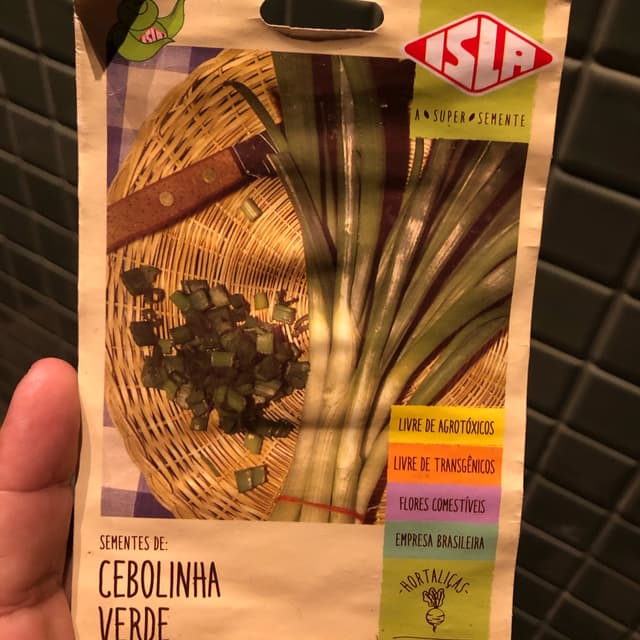 ISLA
A SUPER SEMENTE
LIVRE DE AGROTÓXICOS
LIVRE DE TRANSGÊNICOS
FLORES COMESTÍVEIS
EMPRESA BRASILEIRA
HORTALIÇAS
SEMENTES DE:
CEBOLINHA
VERDE